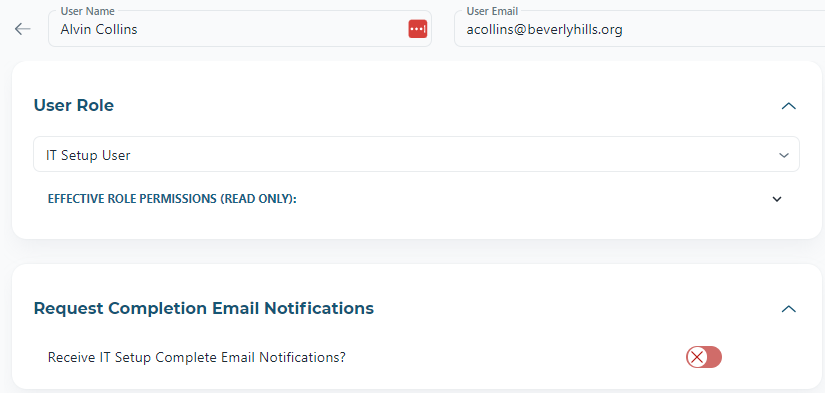 User Name
Alvin Collins
User Email
acollins@beverlyhills.org
User Role
IT Setup User
EFFECTIVE ROLE PERMISSIONS (READ ONLY):
Request Completion Email Notifications
Receive IT Setup Complete Email Notifications?